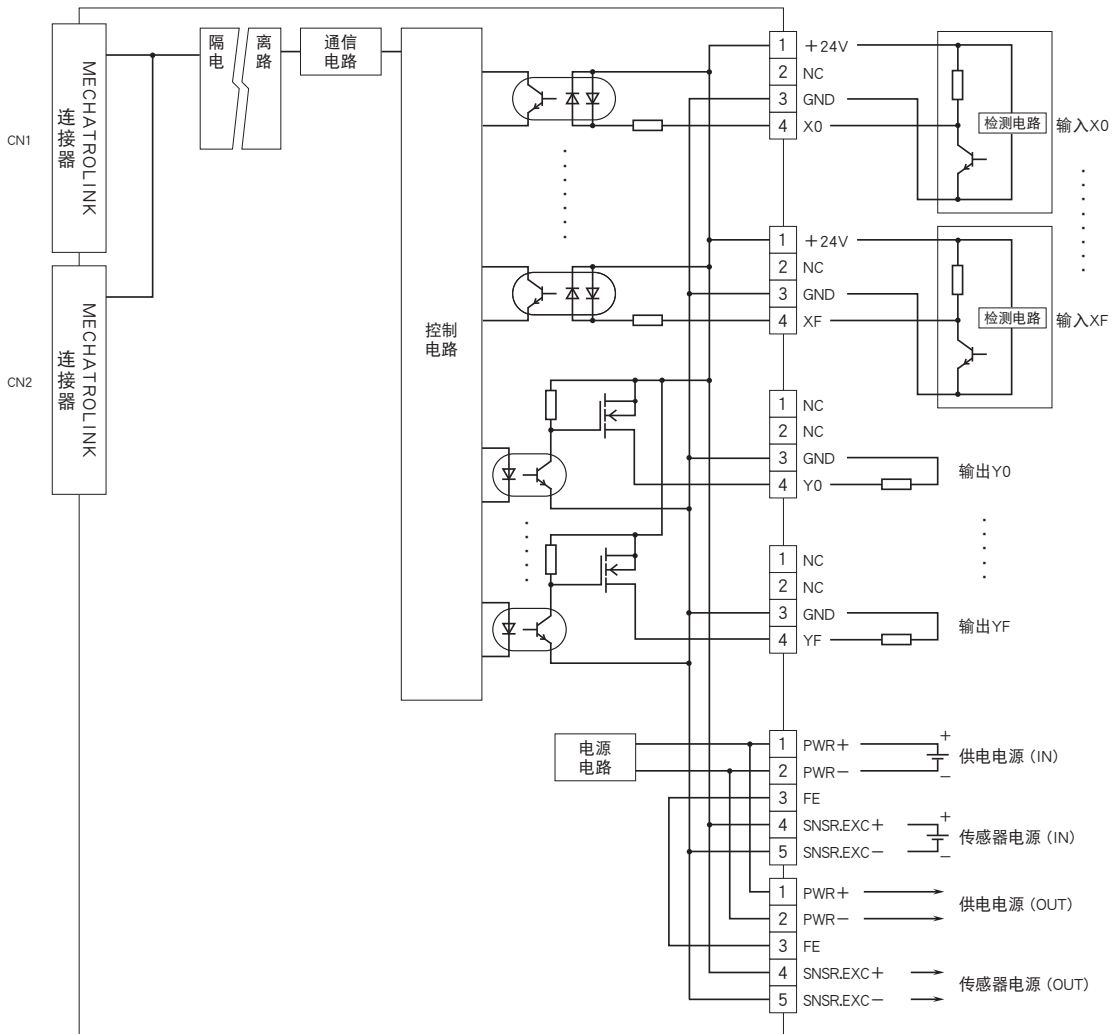 CN1
MECHATROLINK
连接器
隔电
离路
通信
电路
控制
电路
1 +24V
2 NC
3 GND
4 X0
检测电路
输入X0
1 +24V
2 NC
3 GND
4 XF
检测电路
输入XF
CN2
MECHATROLINK
连接器
1 NC
2 NC
3 GND
4 Y0
输出Y0
1 NC
2 NC
3 GND
4 YF
输出YF
电源
电路
1 PWR+
2 PWR−
+
−
供电电源 (IN)
3 FE
4 SNSR.EXC+
5 SNSR.EXC−
+
−
传感器电源 (IN)
1 PWR+
2 PWR−
供电电源 (OUT)
3 FE
4 SNSR.EXC+
5 SNSR.EXC−
传感器电源 (OUT)